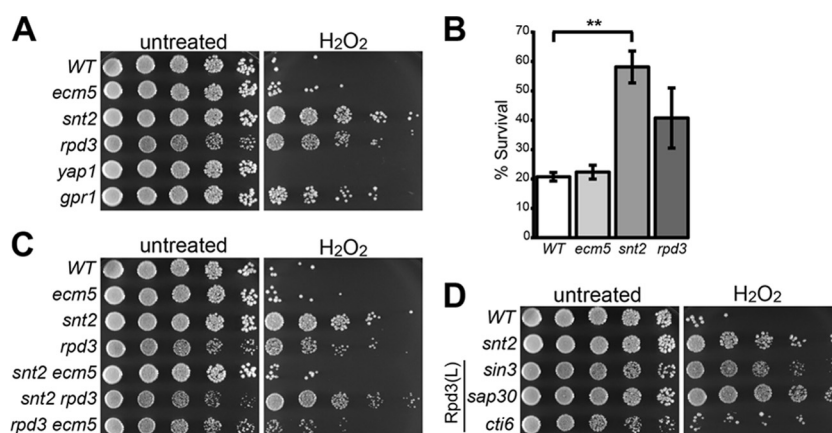 A
untreated
H2O2
WT
ecm5
snt2
rpd3
yap1
gpr1
B
**
% Survival
70
60
50
40
30
20
10
0
WT ecm5 snt2 rpd3
C
untreated
H2O2
WT
ecm5
snt2
rpd3
snt2 ecm5
snt2 rpd3
rpd3 ecm5
D
untreated
H2O2
WT
snt2
Rpd3(L)
sin3
sap30
cti6